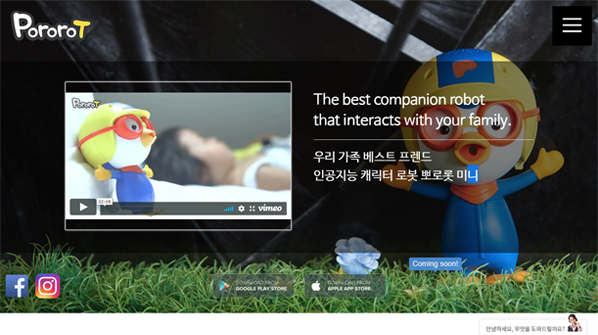 PororoT
PororoT
The best companion robot
that interacts with your family.
우리 가족 베스트 프렌드
인공지능 캐릭터 로봇 뽀로롯 미니
vimeo
Coming soon!
DOWNLOAD FROM
GOOGLE PLAY STORE
DOWNLOAD FROM
APPLE APP STORE
안녕하세요, 무엇을 도와드릴까요?